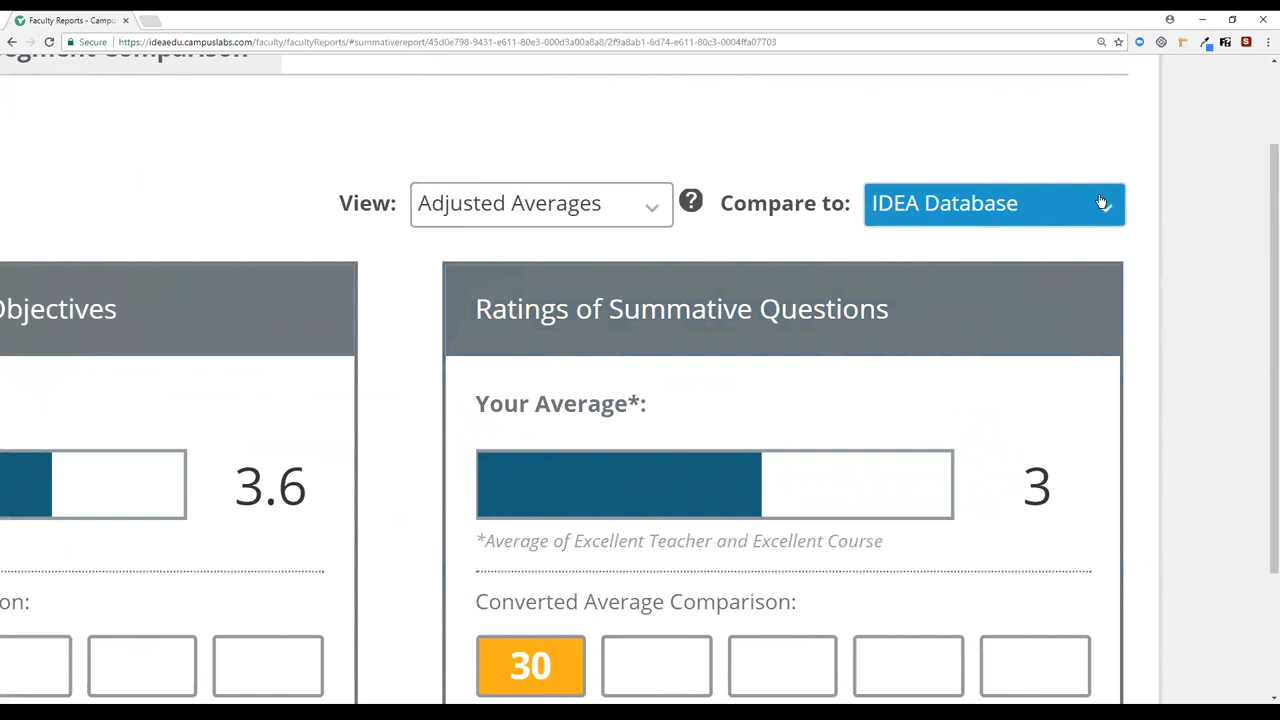 Faculty Reports - Campu
Secure
https://ideaedu.campuslabs.com/faculty/facultyReports/#summativereport/45d0e798-9431-e611-80e3-000d3a00a8a8/2f9a8ab1-6d74-e611-80c3-0004ffa07703
gment Comparison
View:
Adjusted Averages
?
Compare to:
IDEA Database
Objectives
Ratings of Summative Questions
Your Average*:
3.6
3
*Average of Excellent Teacher and Excellent Course
on:
Converted Average Comparison:
30